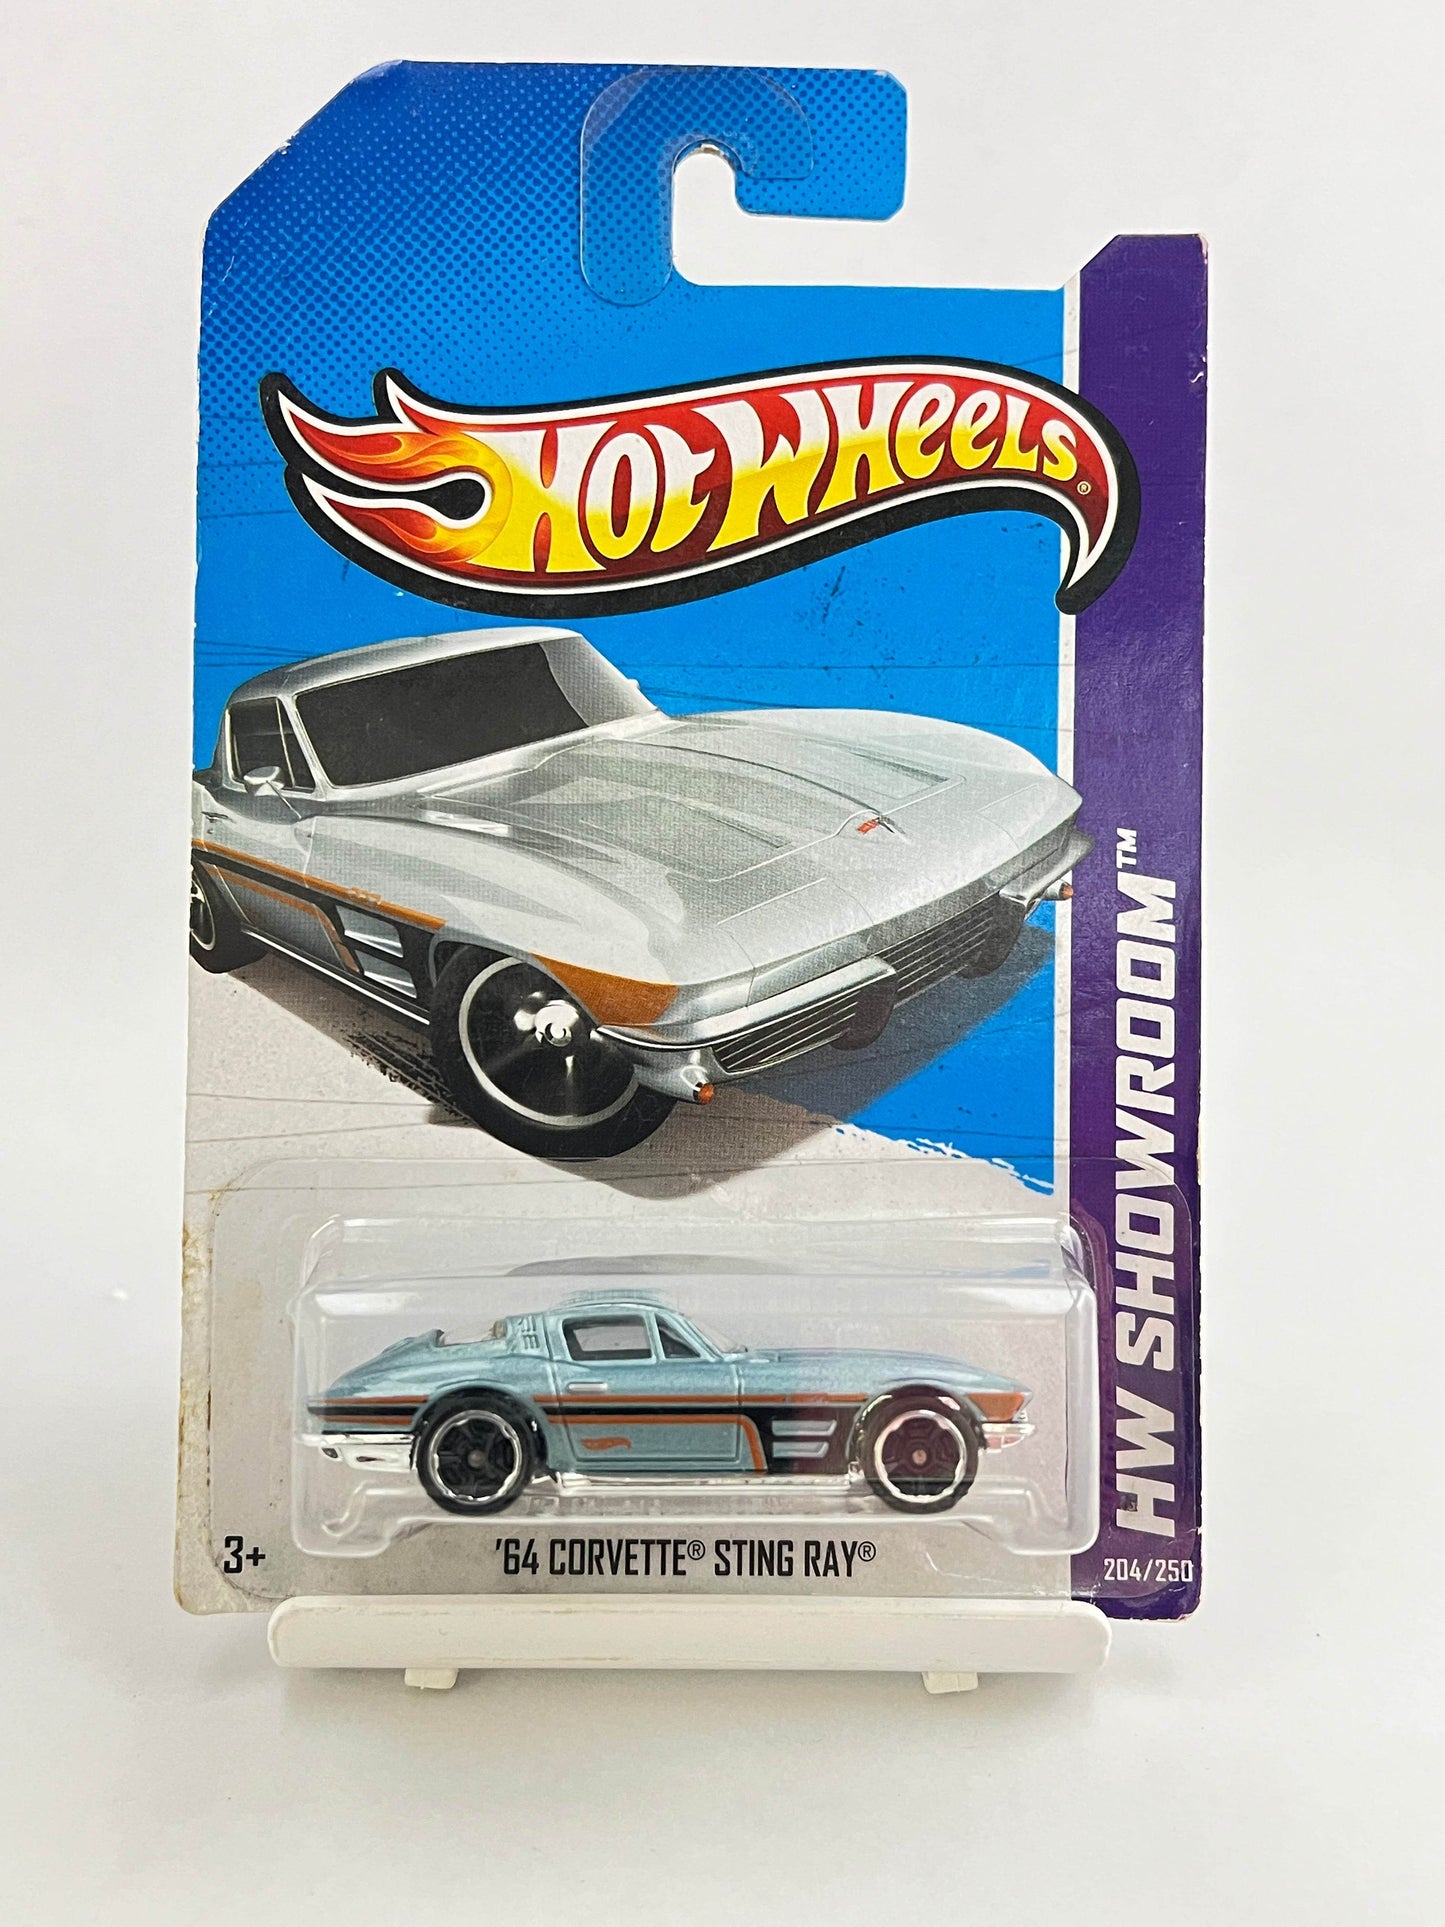 HOT WHEELS®
HW SHOWROOM™
3+
'64 CORVETTE® STING RAY®
204/250